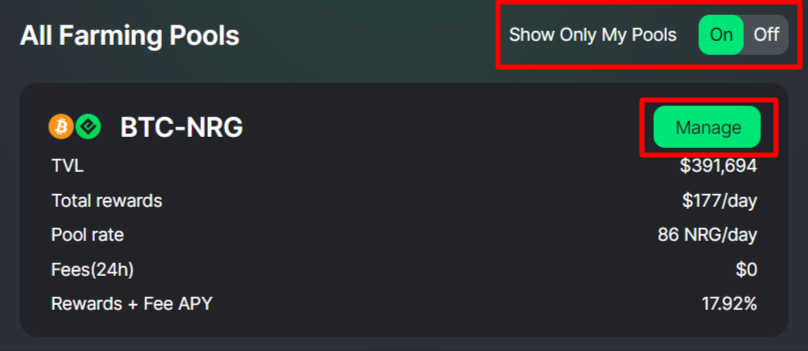 All Farming Pools
Show Only My Pools On Off
BTC-NRG Manage
TVL $391,694
Total rewards $177/day
Pool rate 86 NRG/day
Fees(24h) $0
Rewards + Fee APY 17.92%